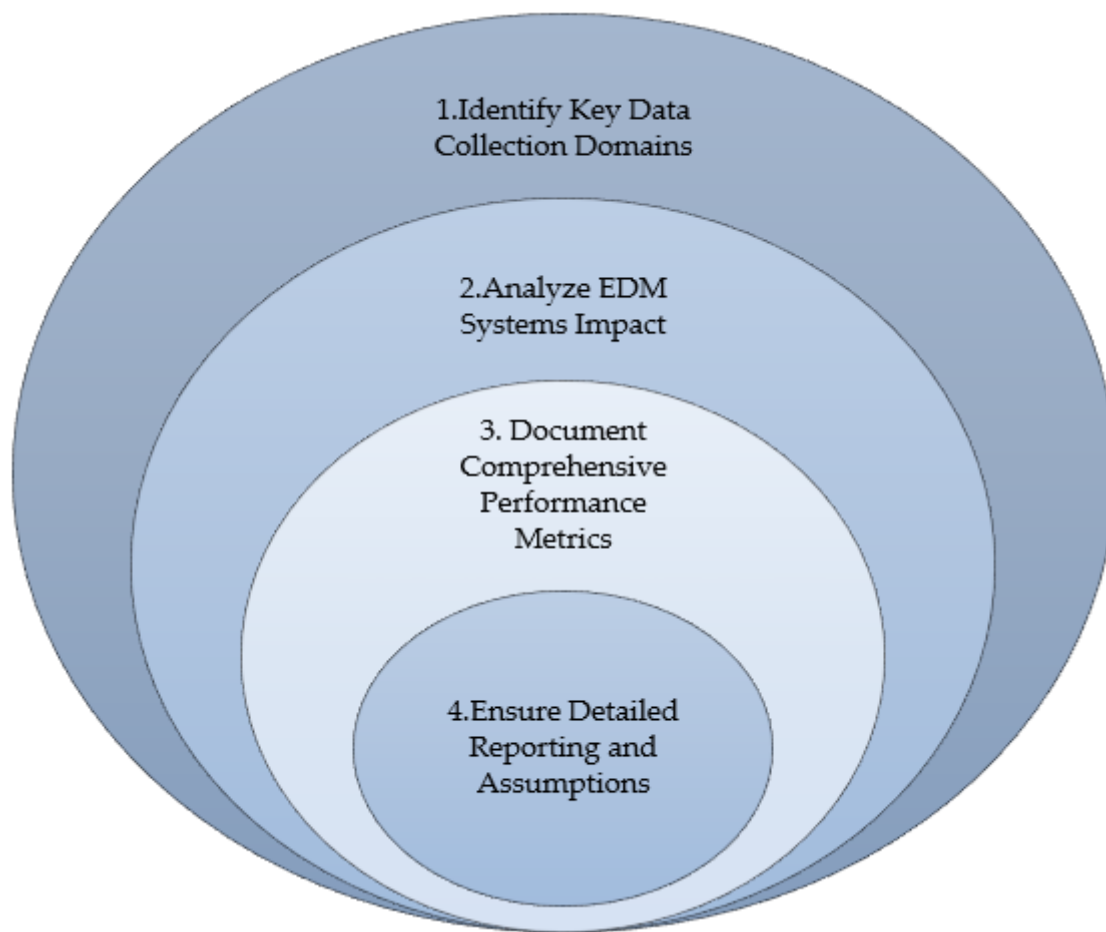 1.Identify Key Data
Collection Domains
2.Analyze EDM
Systems Impact
3. Document
Comprehensive
Performance
Metrics
4.Ensure Detailed
Reporting and
Assumptions